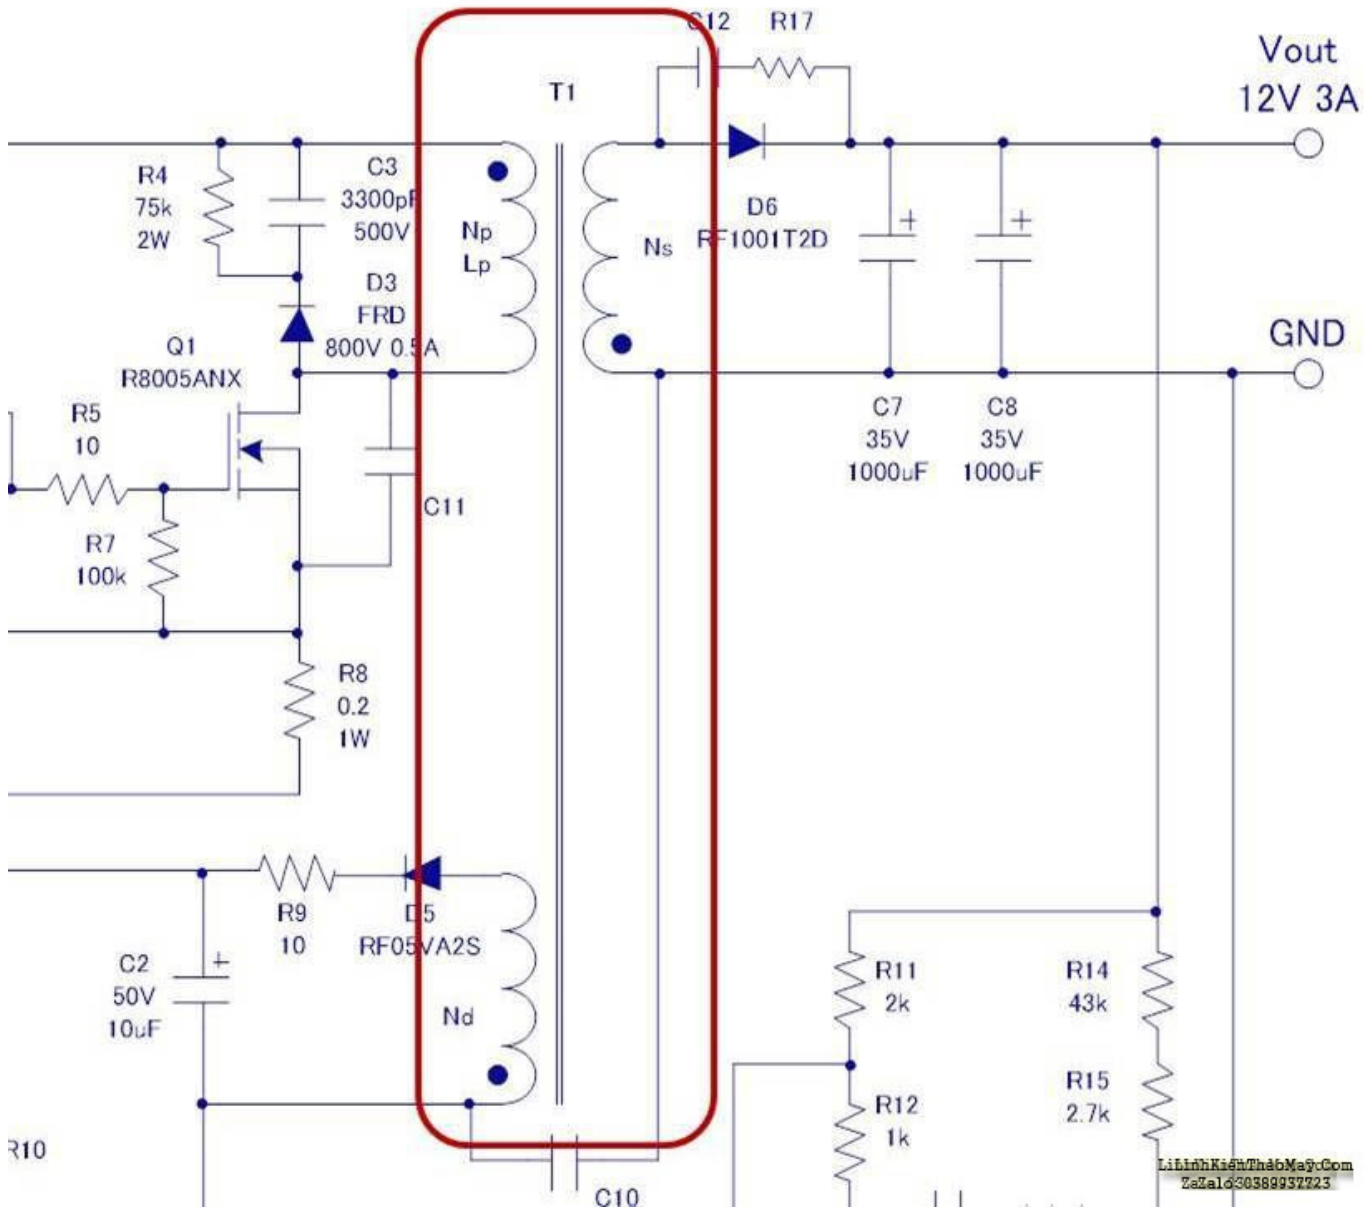 C12 R17
Vout
12V 3A
T1
R4
75k
2W
C3
3300pF
500V
Np
Lp
Ns
D6
RF1001T2D
D3
FRD
800V 0.5A
GND
Q1
R8005ANX
R5
10
C7
35V
1000uF
C8
35V
1000uF
C11
R7
100k
R8
0.2
1W
R9
10
D5
RF05VA2S
C2
50V
10uF
Nd
R11
2k
R14
43k
R12
1k
R15
2.7k
R10
C10